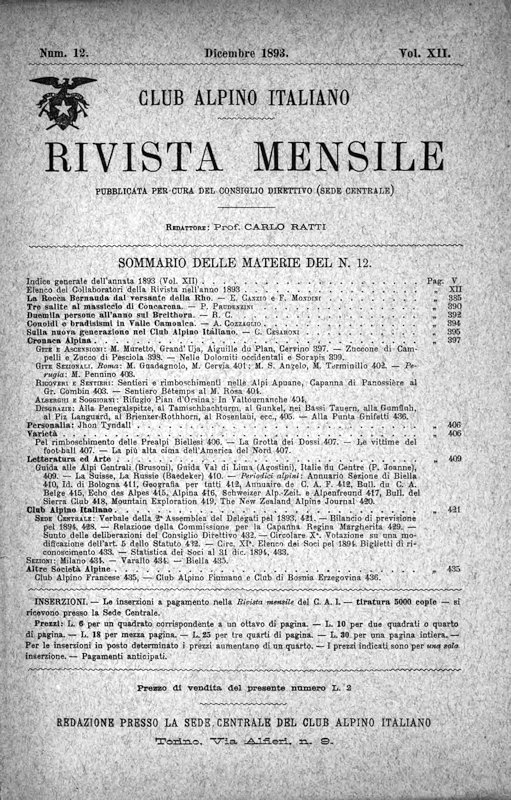 Num. 12. Dicembre 1893. Vol. XII.
CLUB ALPINO ITALIANO
RIVISTA MENSILE
PUBBLICATA PER CURA DEL CONSIGLIO DIRETTIVO (SEDE CENTRALE)
REDATTORE: Prof. CARLO RATTI
SOMMARIO DELLE MATERIE DEL N. 12.
Indice generale dell'annata 1893 (Vol. XII) . . . Pag. V
Elenco dei Collaboratori della Rivista nell'anno 1893 . . . „ XII
La Rocca Bernauda dal versante della Rho. — E. CANZIO e F. MONDINI . . . „ 385
Tre salite al massiccio di Concarena. — P. PRUDENZINI . . . „ 390
Duemila persone all'anno sul Breithorn. — R. C. . . . „ 392
Conoidi e bradisismi in Valle Camonica. — A. COZZAGLIO . . . „ 394
Sulla nuova generazione nel Club Alpino Italiano. — C. CESARONI . . . „ 395
Cronaca Alpina . . . „ 397
GITE E ASCENSIONI: M. Muretto, Grand' Uja, Aiguille du Plan, Cervino 397. — Zuccone di Cam-
pelli e Zucco di Pesciola 398. — Nelle Dolomiti occidentali e Sorapis 399.
GITE SEZIONALI. Roma: M. Guadagnolo, M. Cervia 401; M. S. Angelo, M. Terminillo 402. — Pe-
rugia: M. Pennino 403.
RICOVERI E SENTIERI: Sentieri e rimboschimenti nelle Alpi Apuane, Capanna di Panossière al
Gr. Combin 403. — Sentiero Bétemps al M. Rosa 404.
ALBERGHI E SOGGIORNI: Rifugio Pian d'Orsina; In Valtournanche 404.
DISGRAZIE: Alla Fenegalspitze, al Tamischbachturm, al Gunkel, nei Bassi Tauern, alla Gumfluh,
al Piz Languard, al Brienzer-Rothhorn, al Rosenlaui, ecc., 405. — Alla Punta Gnifetti 436.
Personalia: Jhon Tyndall . . . „ 406
Varietà . . . „ 406
Pel rimboschimento delle Prealpi Biellesi 406. — La Grotta dei Dossi 407. — Le vittime del
foot-ball 407. — La più alta cima dell'America del Nord 407.
Letteratura ed Arte . . . „ 409
Guida alle Alpi Centrali (Brusoni), Guida Val di Lima (Agostini), Italie du Centre (P. Joanne),
409. — La Suisse, La Russie (Baedeker) 410. — Periodici alpini: Annuario Sezione di Biella
410, Id. di Bologna 411, Geografia per tutti 412, Annuaire de C. A. F. 412, Bull. du C. A.
Belge 415, Echo des Alpes 415, Alpina 416, Schweizer Alp.-Zeit. e Alpenfreund 417, Bull. del
Sierra Club 418, Mountain Exploration 419, The New Zealand Alpine Journal 420.
Club Alpino Italiano . . . „ 421
SEDE CENTRALE: Verbale della 2ª Assemblea dei Delegati pel 1893, 421. — Bilancio di previsione
pel 1894, 428. — Relazione della Commissione per la Capanna Regina Margherita 429. —
Sunto delle deliberazioni del Consiglio Direttivo 432. — Circolare Xª. Votazione su una mo-
dificazione dell'art. 5 dello Statuto 432. — Circ. XIª. Elenco dei Soci pel 1894. Biglietti di ri-
conoscimento 433. — Statistica dei Soci al 31 dic. 1894, 433.
SEZIONI: Milano 434. — Varallo 434. — Biella 435.
Altre Società Alpine . . . „ 435
Club Alpino Francese 435, — Club Alpino Fiumano e Club di Bosnia Erzegovina 436.
INSERZIONI. — Le inserzioni a pagamento nella Rivista mensile del C. A. I. — tiratura 5000 copie — si
ricevono presso la Sede Centrale.
Prezzi: L. 6 per un quadrato corrispondente a un ottavo di pagina. — L. 10 per due quadrati o quarto
di pagina. — L. 18 per mezza pagina. — L. 25 per tre quarti di pagina. — L. 30 per una pagina intiera. —
Per le inserzioni in posto determinato i prezzi aumentano di un quarto. — I prezzi indicati sono per una sola
inserzione. — Pagamenti anticipati.
Prezzo di vendita del presente numero L. 2
REDAZIONE PRESSO LA SEDE CENTRALE DEL CLUB ALPINO ITALIANO
Torino, Via Alfieri, n. 9.